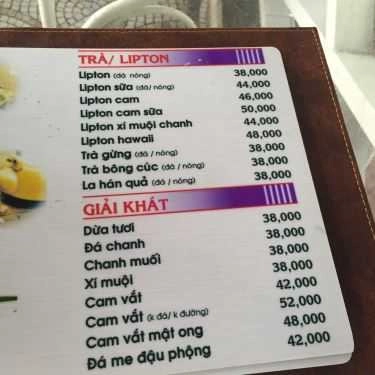 TRÀ/ LIPTON
Lipton (đá nóng) 38,000
Lipton sữa (đá / nóng) 44,000
Lipton cam 46,000
Lipton cam sữa 50,000
Lipton xí muội chanh 44,000
Lipton hawaii 48,000
Trà gừng (đá / nóng) 38,000
Trà bông cúc (đá / nóng) 38,000
La hán quả (đá / nóng) 38,000
GIẢI KHÁT
Dừa tươi 38,000
Đá chanh 38,000
Chanh muối 38,000
Xí muội 38,000
Cam vắt 42,000
Cam vắt (k đá/ k đường) 52,000
Cam vắt mật ong 48,000
Đá me đậu phộng 42,000